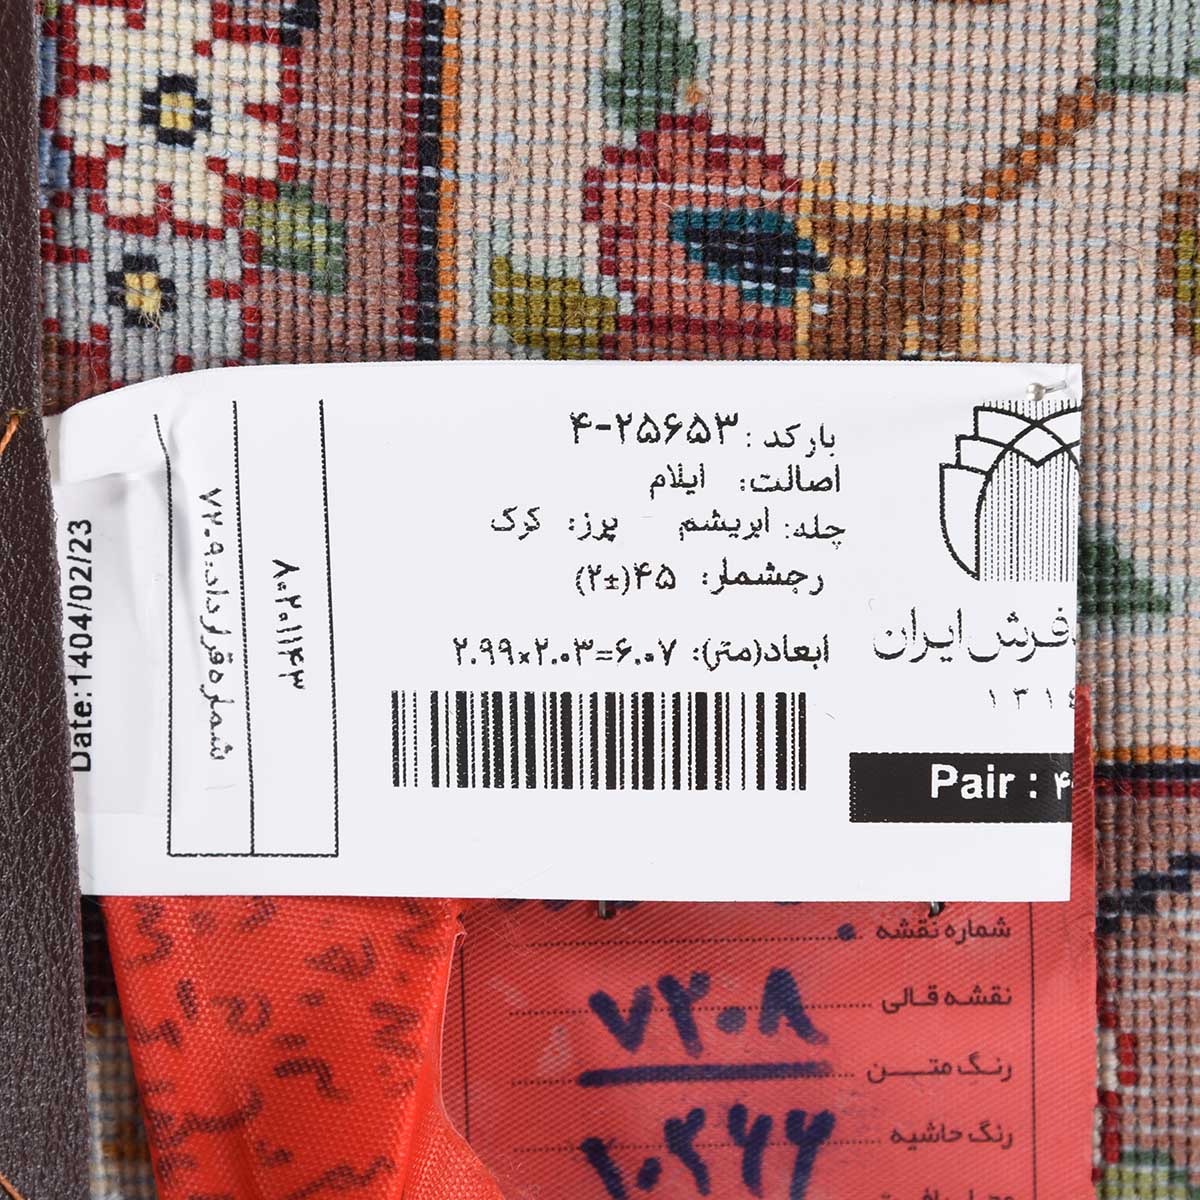 بارکد: ۴-۲۵۶۵۳
اصالت: ایلام
چله: ابریشم پرز: کرک
رجشمار: ۴۵(±۲)
ابعاد(متر): ۲.۹۹×۲.۰۳=۶.۰۷
فرش ایران
۱۳۱۴
Pair : ۴
۸۰۲۰۱۱۴۳
شماره قرارداد:۷۲۰۹
Date:1404/02/23
شماره نقشه
نقشه قالی ۷۲۰۸
رنگ متن
رنگ حاشیه ۱۰۲۶۶